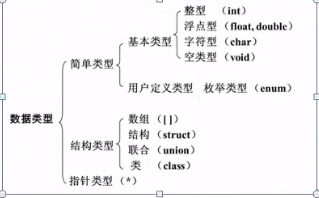 整型 (int)
浮点型 (float, double)
基本类型
字符型 (char)
空类型 (void)
简单类型
用户定义类 型 枚举类型 (enum)
数据类型
数组 ([ ])
结构 (struct)
结构类型
联合 (union)
类 (class)
指针类型 (*)